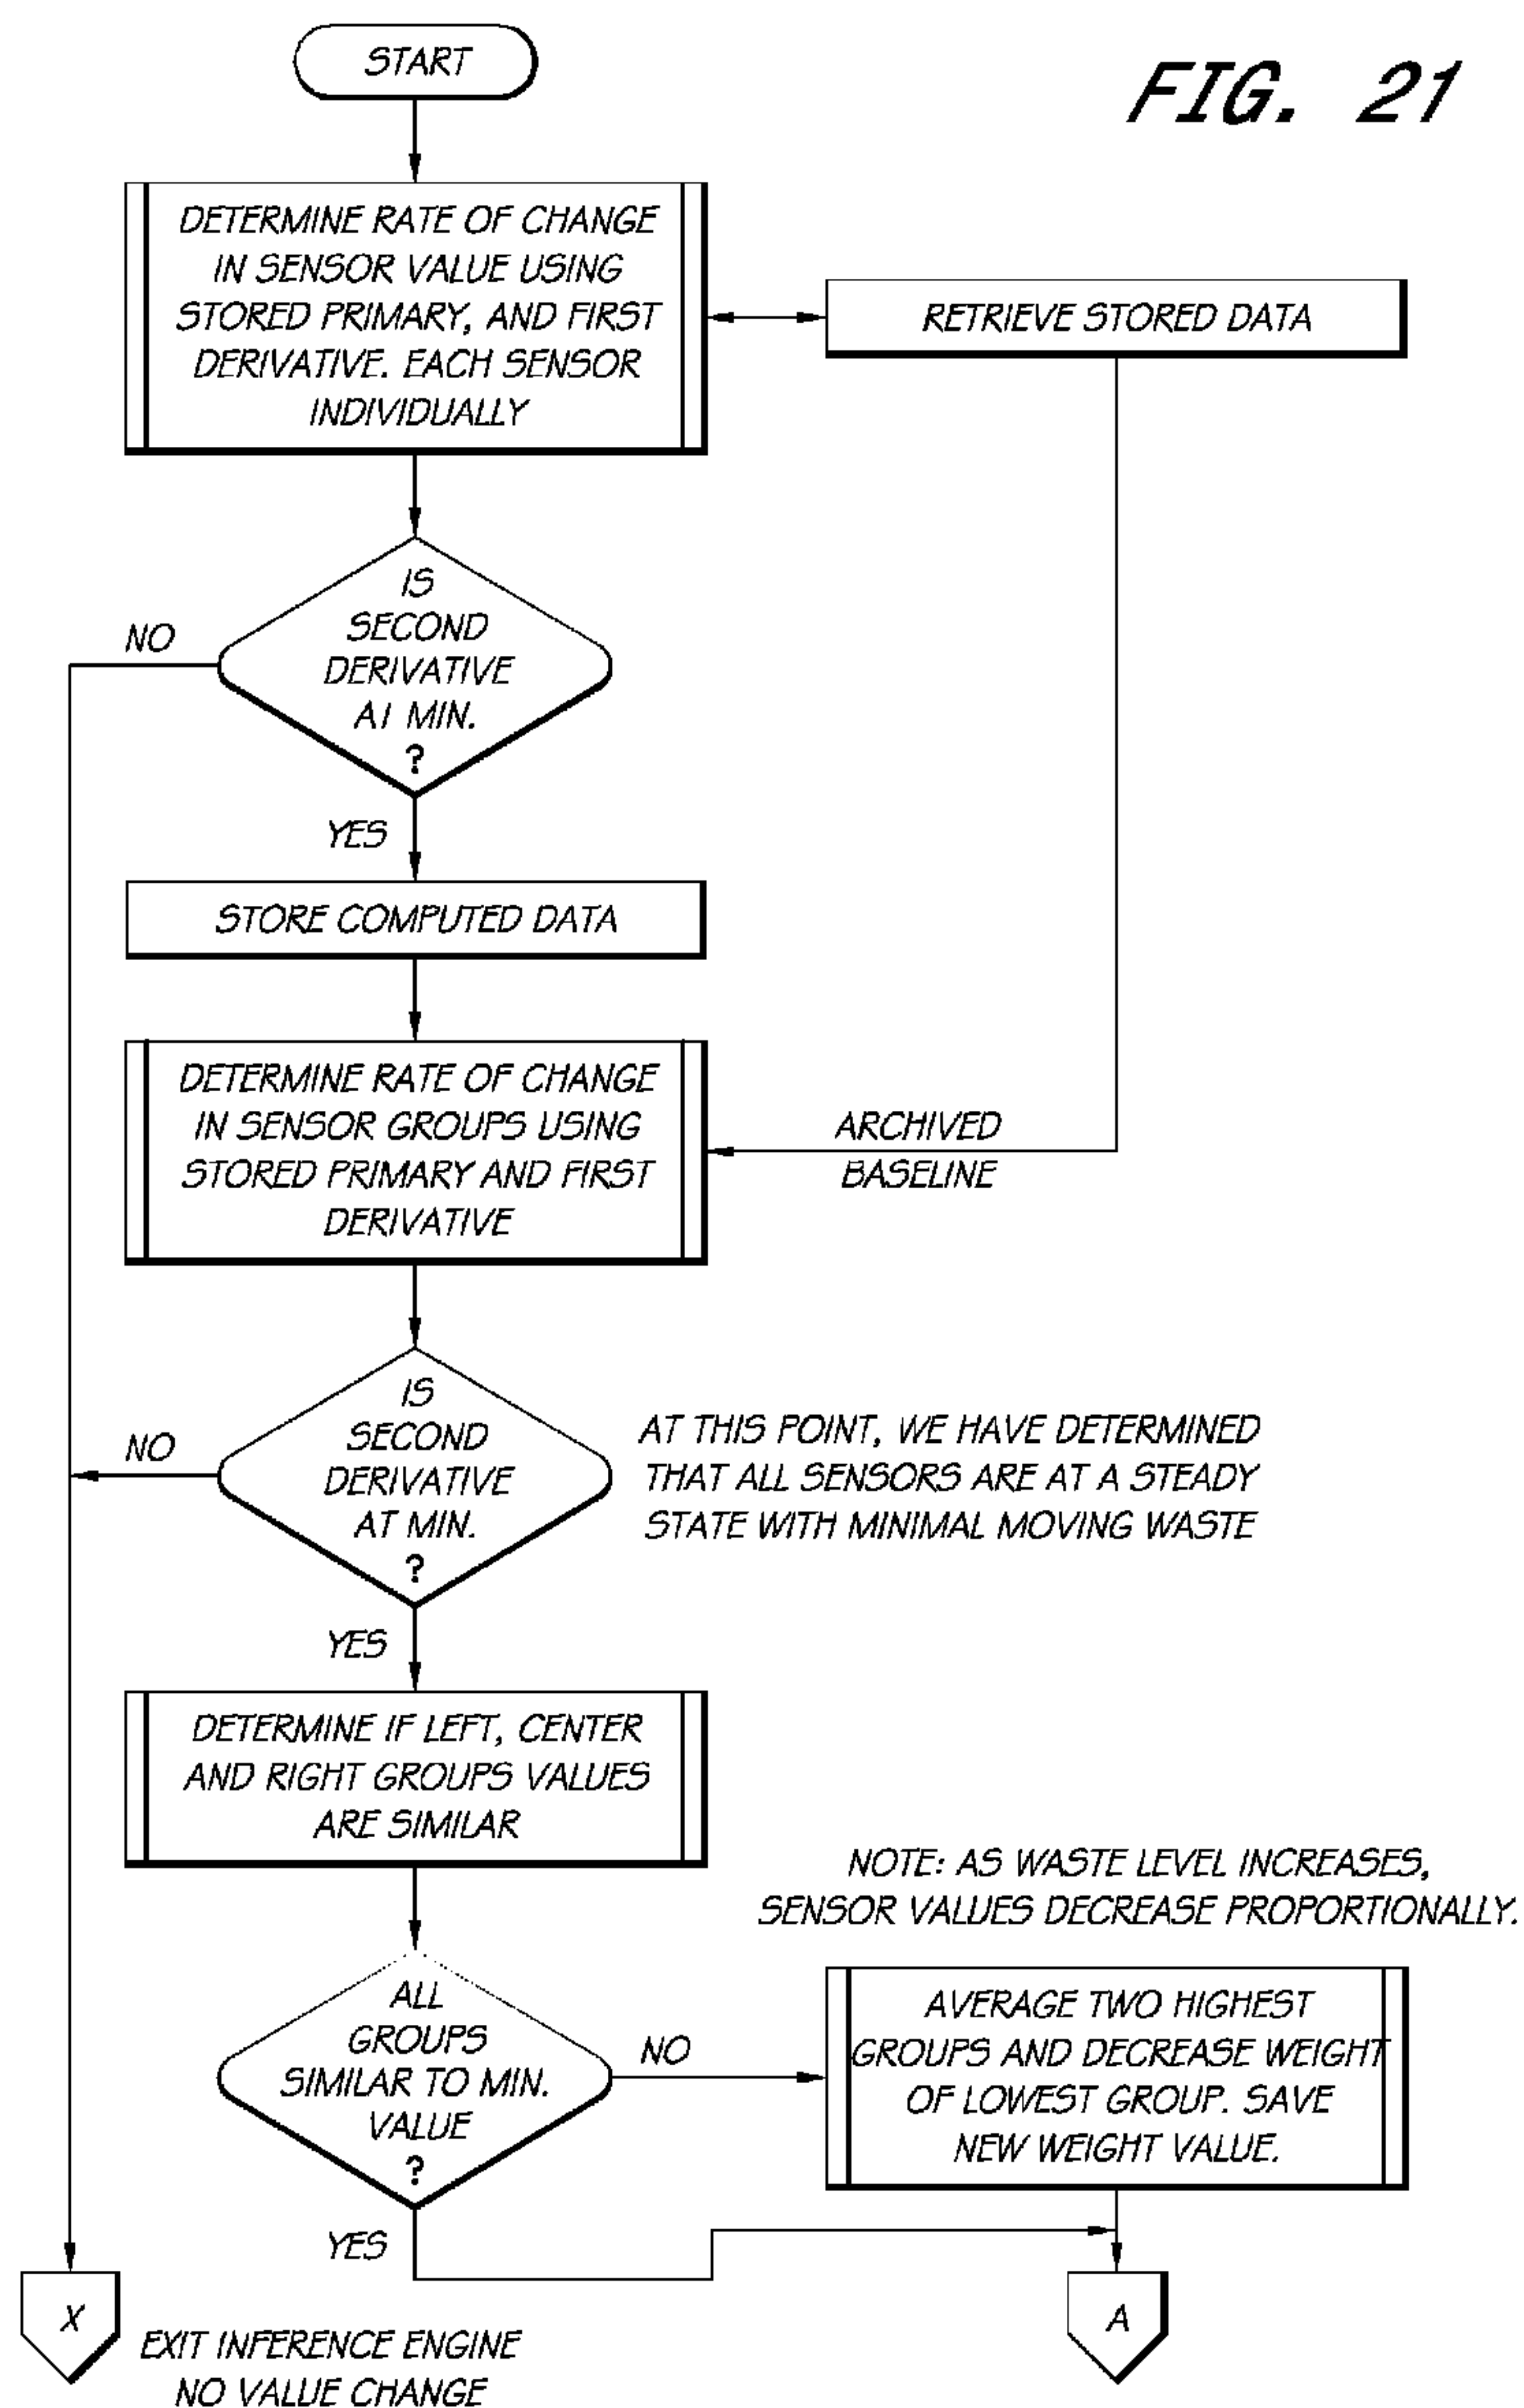 START
FIG. 21
DETERMINE RATE OF CHANGE
IN SENSOR VALUE USING
STORED PRIMARY, AND FIRST
DERIVATIVE. EACH SENSOR
INDIVIDUALLY
RETRIEVE STORED DATA
IS
SECOND
DERIVATIVE
A1 MIN.
?
NO
YES
STORE COMPUTED DATA
DETERMINE RATE OF CHANGE
IN SENSOR GROUPS USING
STORED PRIMARY AND FIRST
DERIVATIVE
ARCHIVED
BASELINE
IS
SECOND
DERIVATIVE
AT MIN.
?
NO
AT THIS POINT, WE HAVE DETERMINED
THAT ALL SENSORS ARE AT A STEADY
STATE WITH MINIMAL MOVING WASTE
YES
DETERMINE IF LEFT, CENTER
AND RIGHT GROUPS VALUES
ARE SIMILAR
NOTE: AS WASTE LEVEL INCREASES,
SENSOR VALUES DECREASE PROPORTIONALLY.
ALL
GROUPS
SIMILAR TO MIN.
VALUE
?
NO
AVERAGE TWO HIGHEST
GROUPS AND DECREASE WEIGHT
OF LOWEST GROUP. SAVE
NEW WEIGHT VALUE.
YES
X
EXIT INFERENCE ENGINE
NO VALUE CHANGE
A